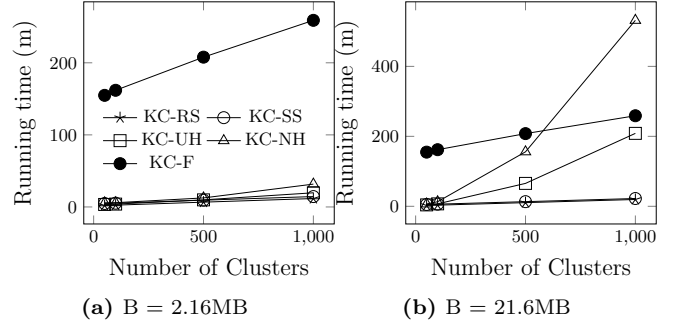 Running time (m)
200
100
0
KC-RS KC-SS
KC-UH KC-NH
KC-F
0 500 1,000
Number of Clusters
(a) B = 2.16MB
Running time (m)
400
200
0
0 500 1,000
Number of Clusters
(b) B = 21.6MB